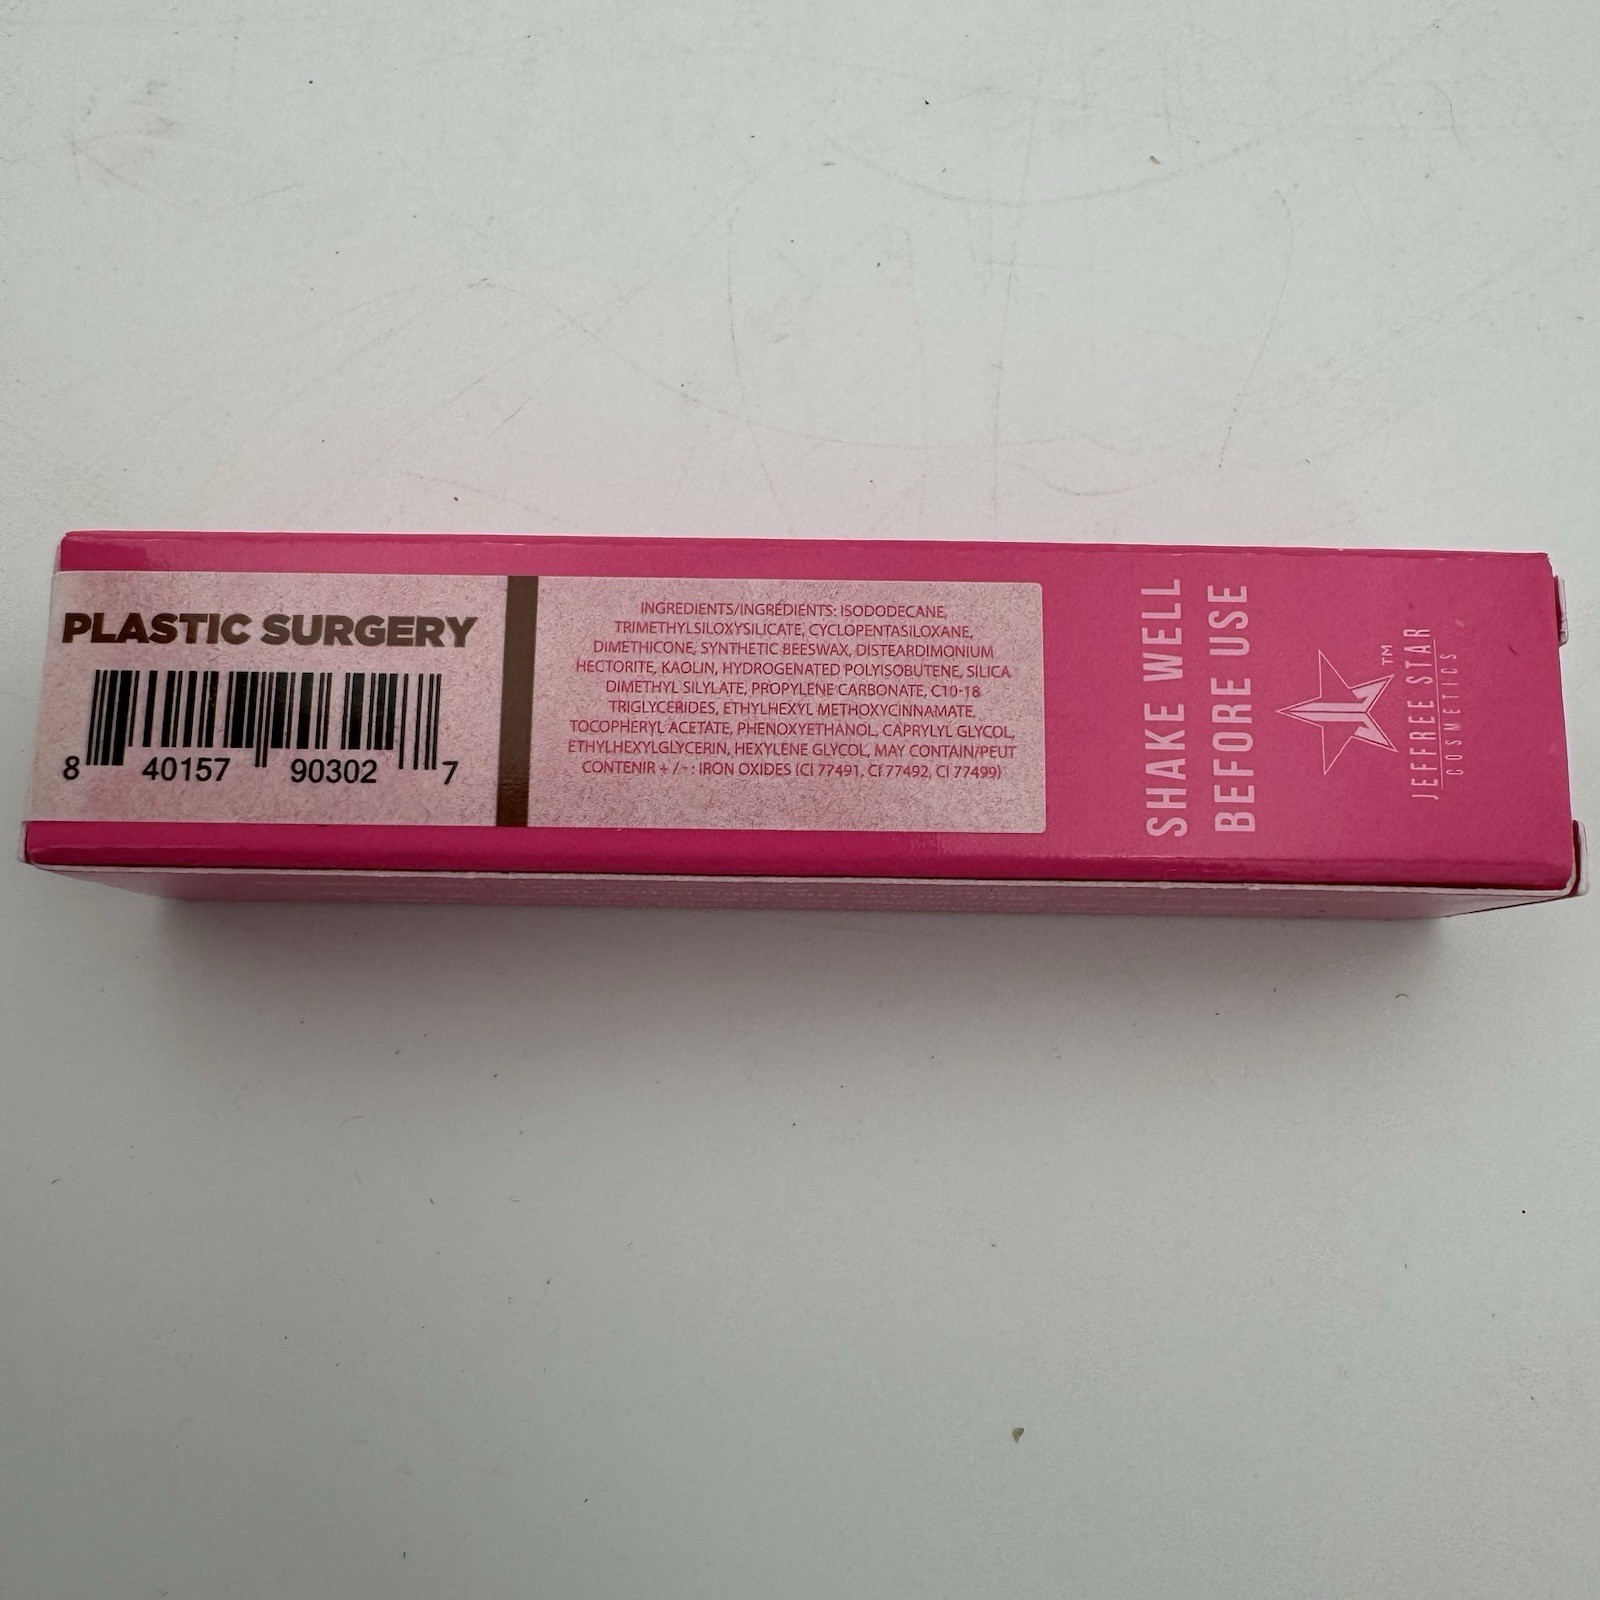 PLASTIC SURGERY
8 40157 90302 7
INGREDIENTS/INGRÉDIENTS: ISODODECANE,
TRIMETHYLSILOXYSILICATE, CYCLOPENTASILOXANE,
DIMETHICONE, SYNTHETIC BEESWAX, DISTEARDIMONIUM
HECTORITE, KAOLIN, HYDROGENATED POLYISOBUTENE, SILICA
DIMETHYL SILYLATE, PROPYLENE CARBONATE, C10-18
TRIGLYCERIDES, ETHYLHEXYL METHOXYCINNAMATE,
TOCOPHERYL ACETATE, PHENOXYETHANOL, CAPRYLYL GLYCOL,
ETHYLHEXYLGLYCERIN, HEXYLENE GLYCOL, MAY CONTAIN/PEUT
CONTENIR + / - : IRON OXIDES (CI 77491, CI 77492, CI 77499)
SHAKE WELL
BEFORE USE
TM
JEFFREE STAR
COSMETICS